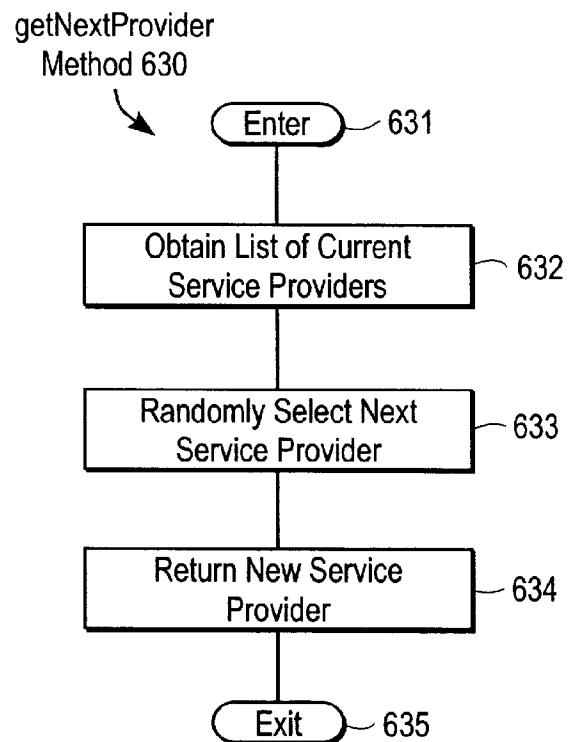 getNextProvider
Method 630
Enter
631
Obtain List of Current
Service Providers
632
Randomly Select Next
Service Provider
633
Return New Service
Provider
634
Exit
635